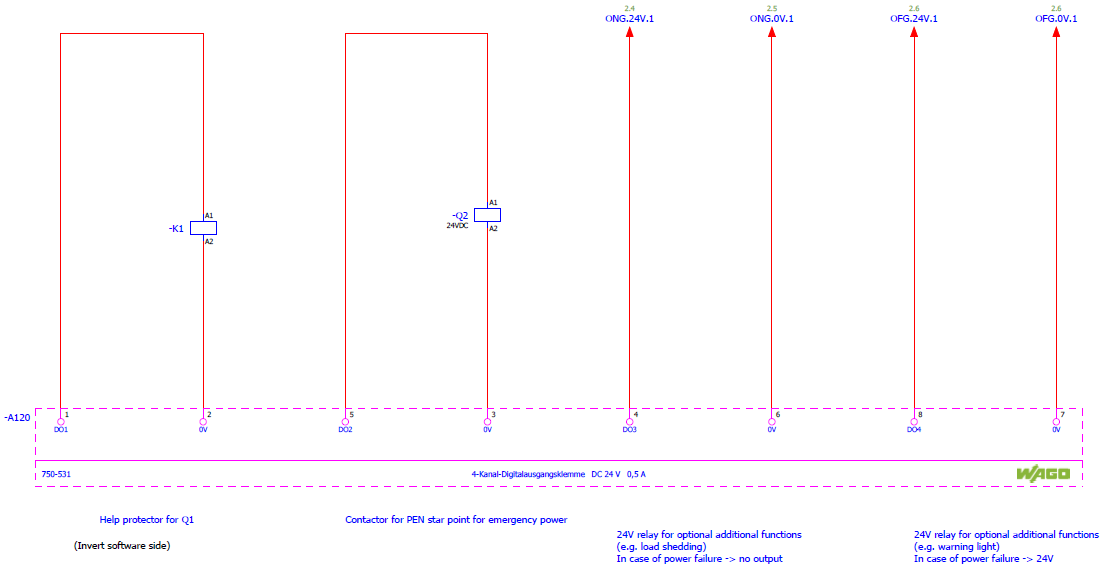 2.4 2.5 2.6 2.6
ONG.24V.1 ONG.0V.1 OFG.24V.1 OFG.0V.1
A1
-K1
A2
A1
-Q2
24VDC A2
-A120
1 2 5 3 4 6 8 7
DO1 0V DO2 0V DO3 0V DO4 0V
750-531 4-Kanal-Digitalausgangsklemme DC 24 V 0,5 A WAGO
Help protector for Q1
(Invert software side)
Contactor for PEN star point for emergency power
24V relay for optional additional functions
(e.g. load shedding)
In case of power failure -> no output
24V relay for optional additional functions
(e.g. warning light)
In case of power failure -> 24V